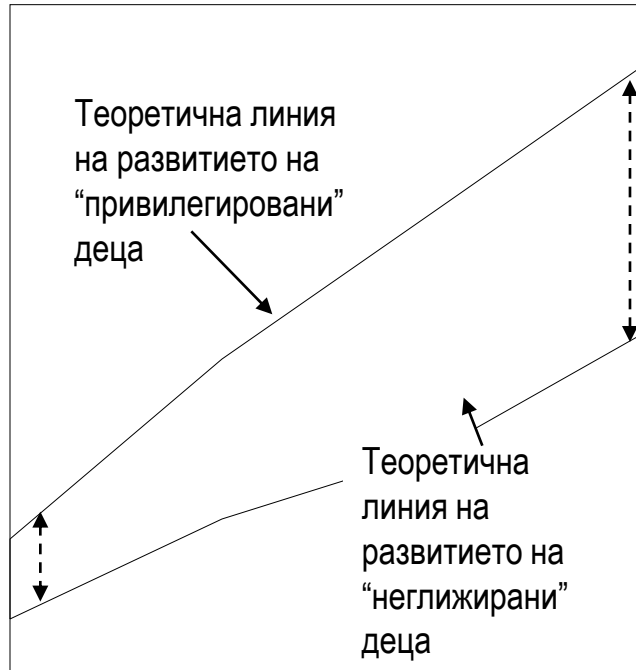 Теоретична линия
на развитието на
“привилегировани”
деца
Теоретична
линия на
развитието на
“неглижирани”
деца